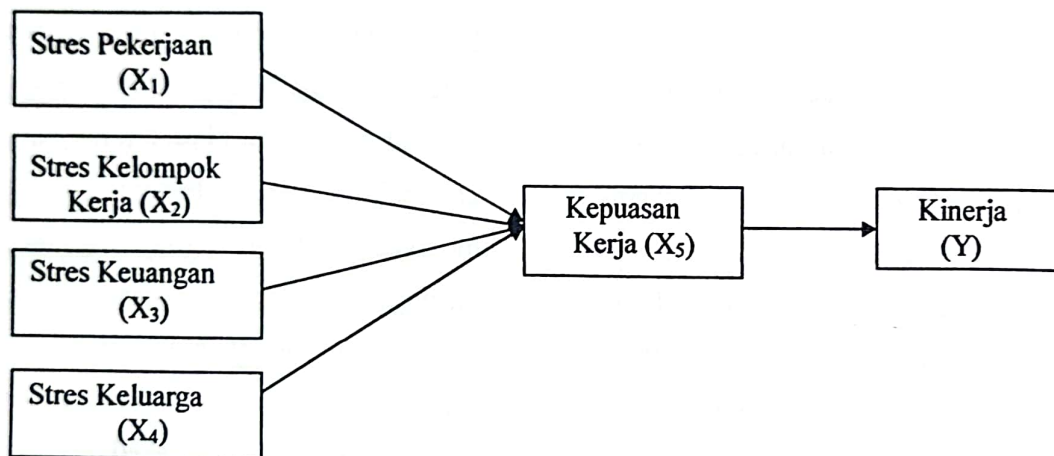 Stres Pekerjaan
(X₁)
Stres Kelompok
Kerja (X₂)
Stres Keuangan
(X₃)
Stres Keluarga
(X₄)
Kepuasan
Kerja (X₅)
Kinerja
(Y)